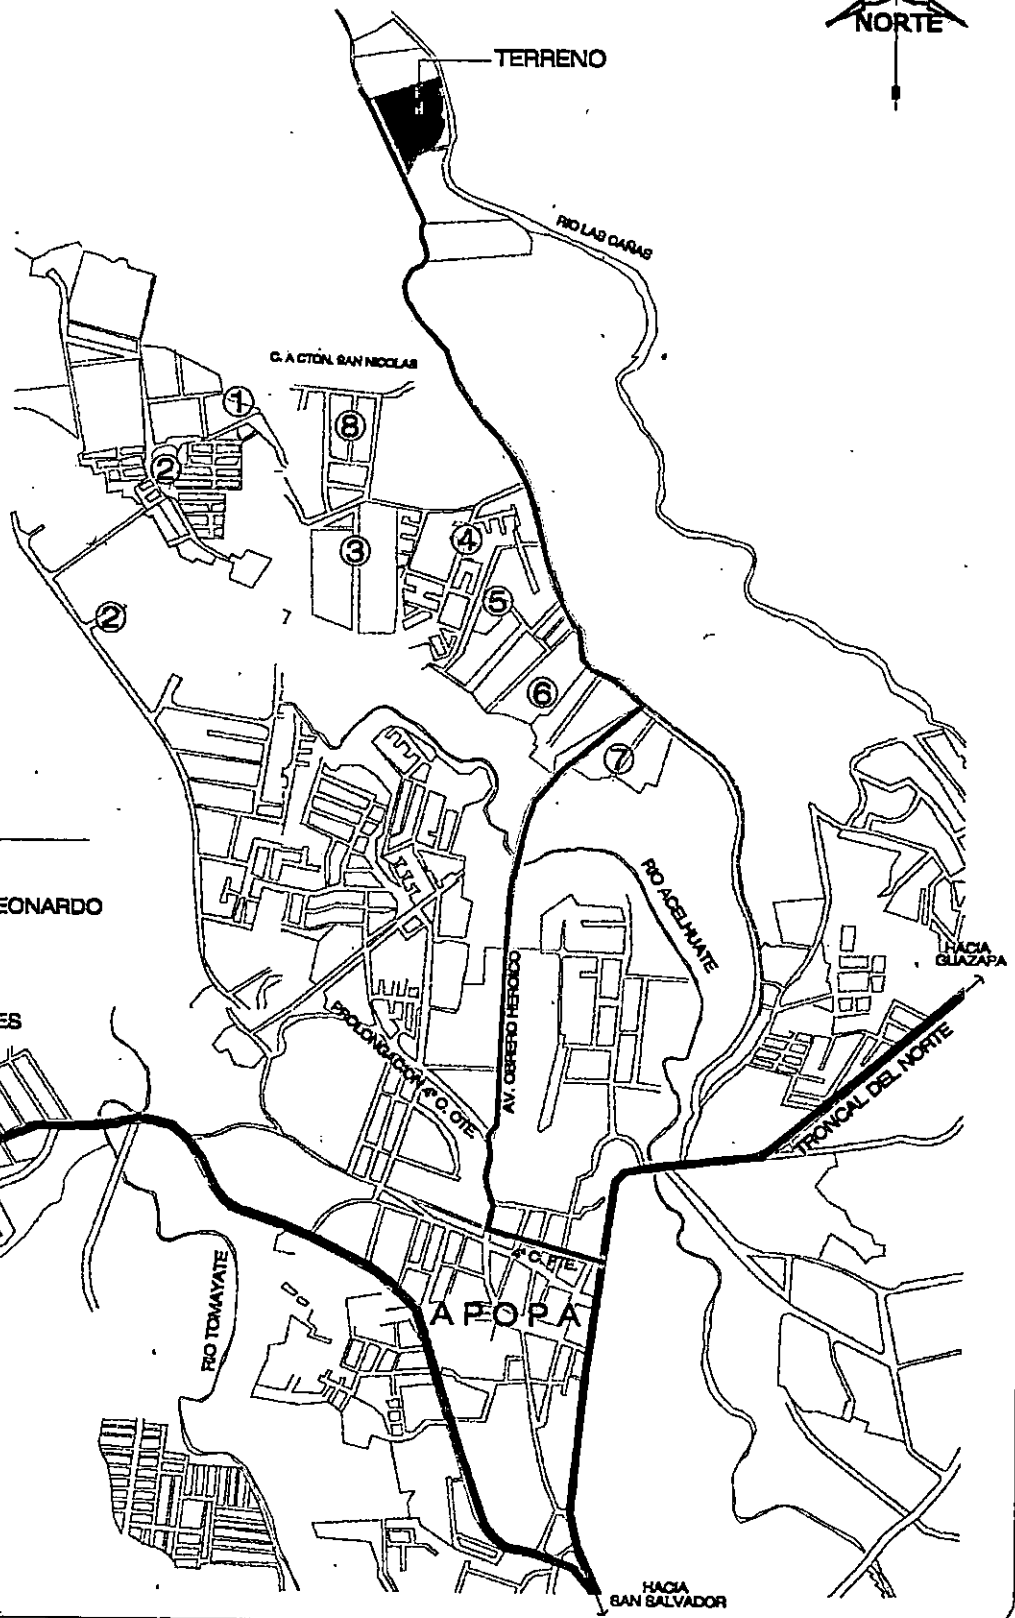 NORTE
TERRENO
RIO LAS CAÑAS
C. A CTON. SAN NICOLAS
1
8
2
4
3
5
2
7
6
7
EONARDO
RIO ACELHUATE
HACIA
GUAZAPA
AV. OBRERO HEROICO
ES
PROLONGACION 4ª C. OTE.
TRONCAL DEL NORTE
4ª C. PTE.
RIO TOMAYATE
APOPA
HACIA
SAN SALVADOR